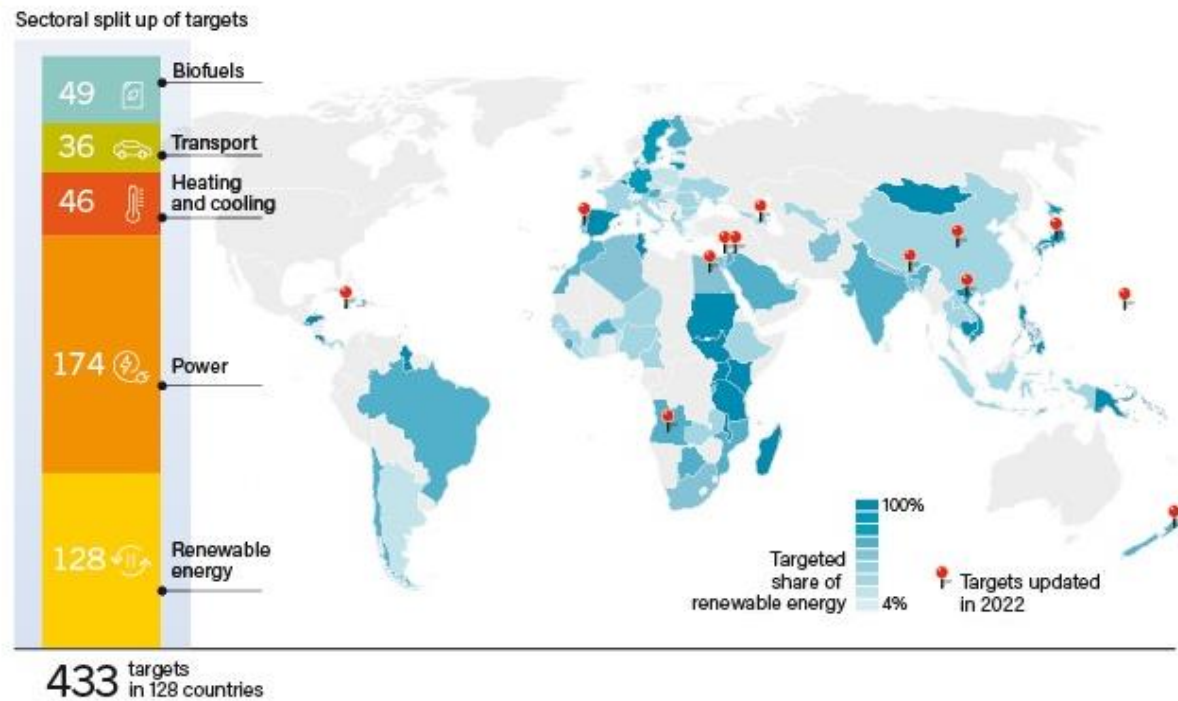 Sectoral split up of targets
49
Biofuels
36
Transport
46
Heating
and cooling
174
Power
128
Renewable
energy
433
targets
in 128 countries
Targeted
share of
renewable energy
100%
4%
Targets updated
in 2022